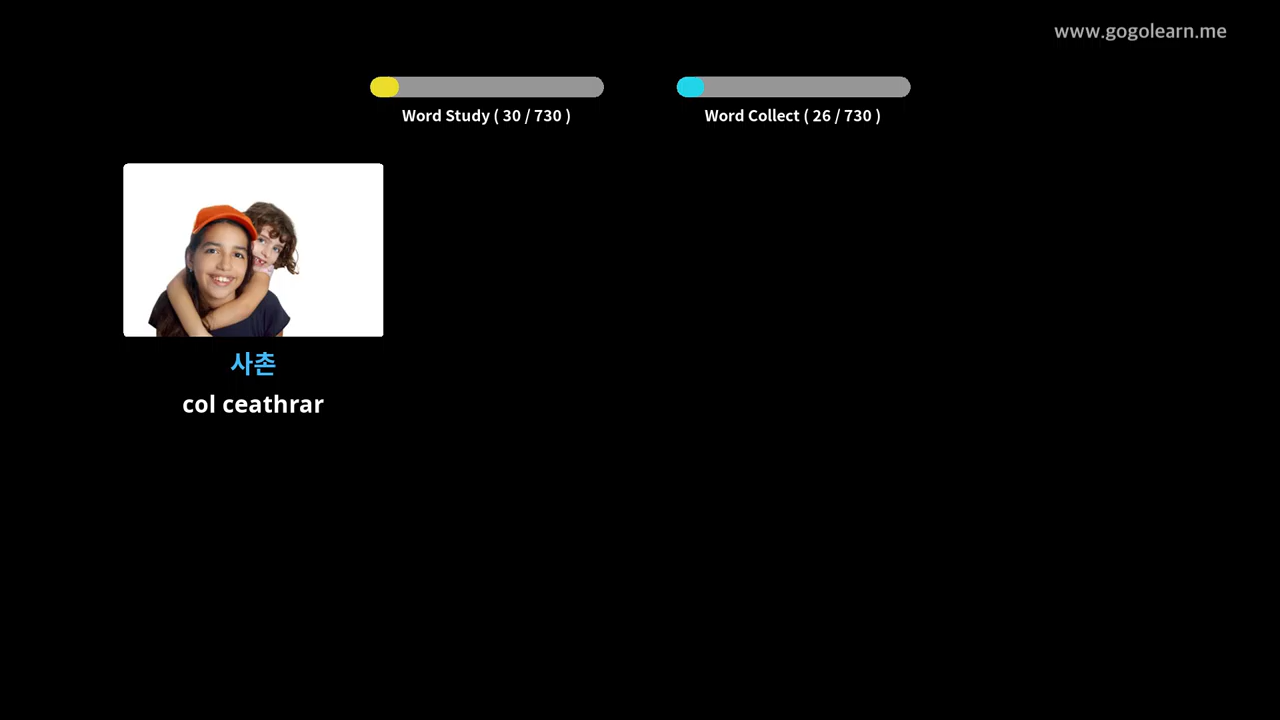 www.gogolearn.me
Word Study ( 30 / 730 )
Word Collect ( 26 / 730 )
사촌
col ceathrar